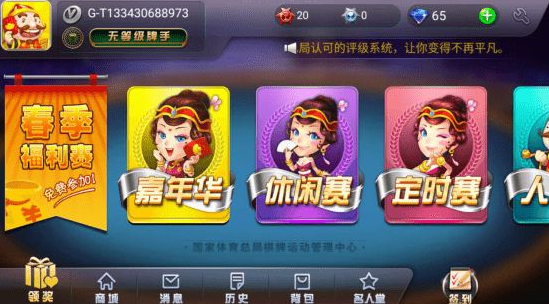 G-T133430688973
无等级牌手
20
0
65
局认可的评级系统，让你变得不再平凡。
春季
福利赛
免费参加！
嘉年华
休闲赛
定时赛
人
国家体育总局棋牌运动管理中心
领奖
商城
消息
历史
背包
名人堂
签到